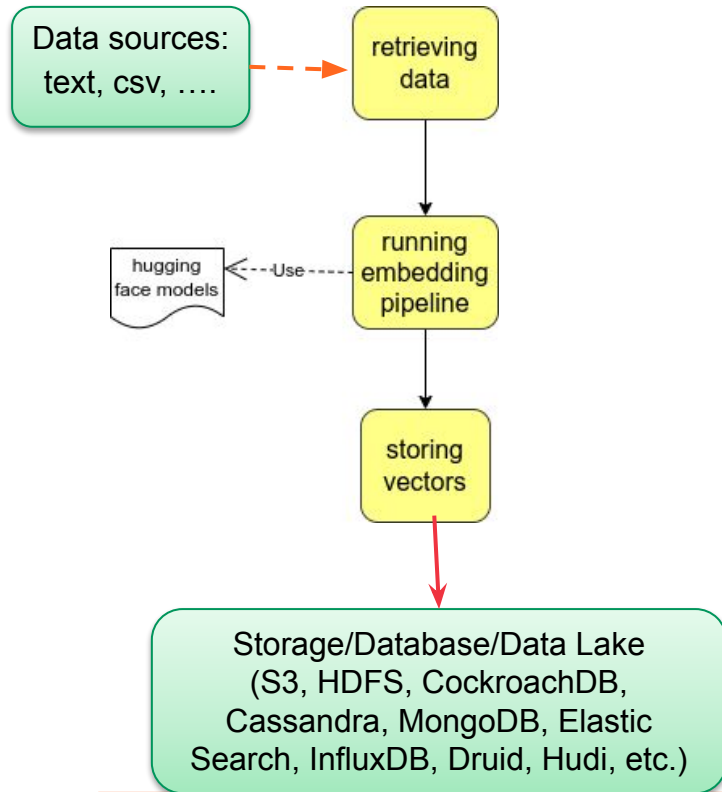 Data sources:
text, csv, ….
retrieving
data
hugging
face models
Use
running
embedding
pipeline
storing
vectors
Storage/Database/Data Lake
(S3, HDFS, CockroachDB,
Cassandra, MongoDB, Elastic
Search, InfluxDB, Druid, Hudi, etc.)